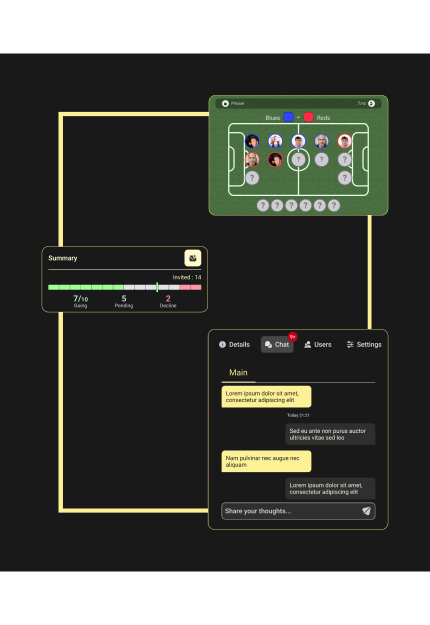 Private
7/10
Blues - Reds
? ? ?
? ?
? ? ? ? ? ?
Summary
Invited : 14
7/10 5 2
Going Pending Decline
Details Chat 9+ Users Settings
Main
Lorem ipsum dolor sit amet,
consectetur adipiscing elit
Today 21:21
Sed eu ante non purus auctor
ultricies vitae sed leo
Nam pulvinar nec augue nec
aliquam
Lorem ipsum dolor sit amet,
consectetur adipiscing elit
Share your thoughts...